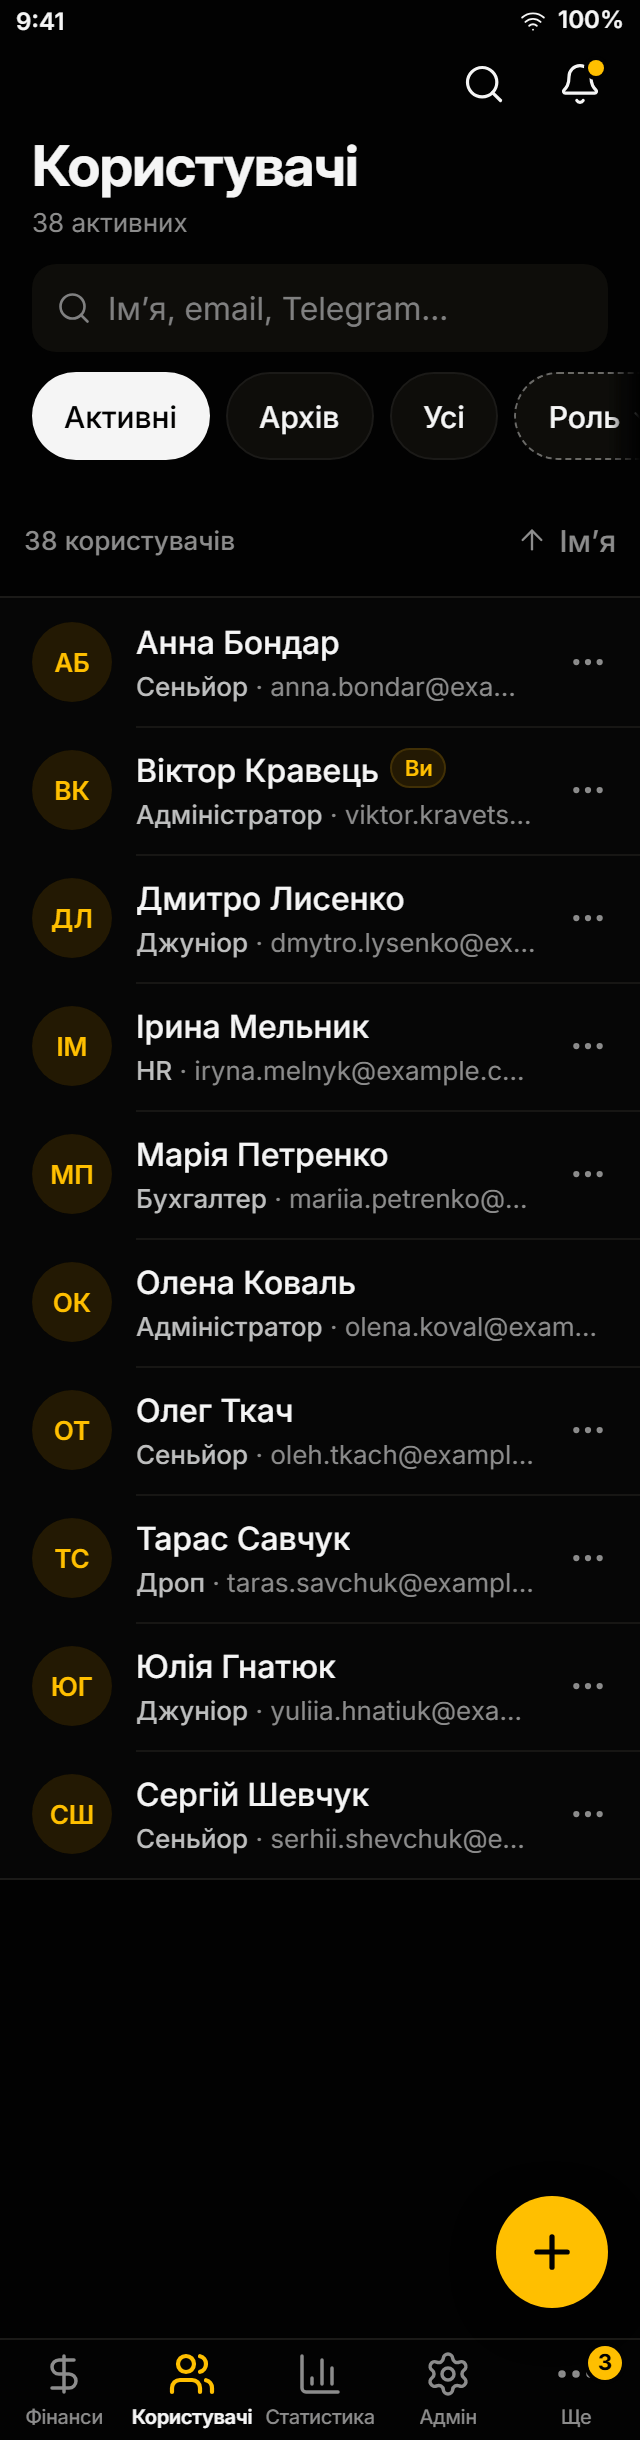 9:41 100%
Користувачі
38 активних
Ім’я, email, Telegram...
Активні Архів Усі Роль
38 користувачів ↑ Ім’я
АБ Анна Бондар
Сеньйор · anna.bondar@exa...
ВК Віктор Кравець Ви
Адміністратор · viktor.kravets...
ДЛ Дмитро Лисенко
Джуніор · dmytro.lysenko@ex...
ІМ Ірина Мельник
HR · iryna.melnyk@example.c...
МП Марія Петренко
Бухгалтер · mariia.petrenko@...
ОК Олена Коваль
Адміністратор · olena.koval@exam...
ОТ Олег Ткач
Сеньйор · oleh.tkach@exampl...
ТС Тарас Савчук
Дроп · taras.savchuk@exampl...
ЮГ Юлія Гнатюк
Джуніор · yuliia.hnatiuk@exa...
СШ Сергій Шевчук
Сеньйор · serhii.shevchuk@e...
3
Фінанси Користувачі Статистика Адмін Ще